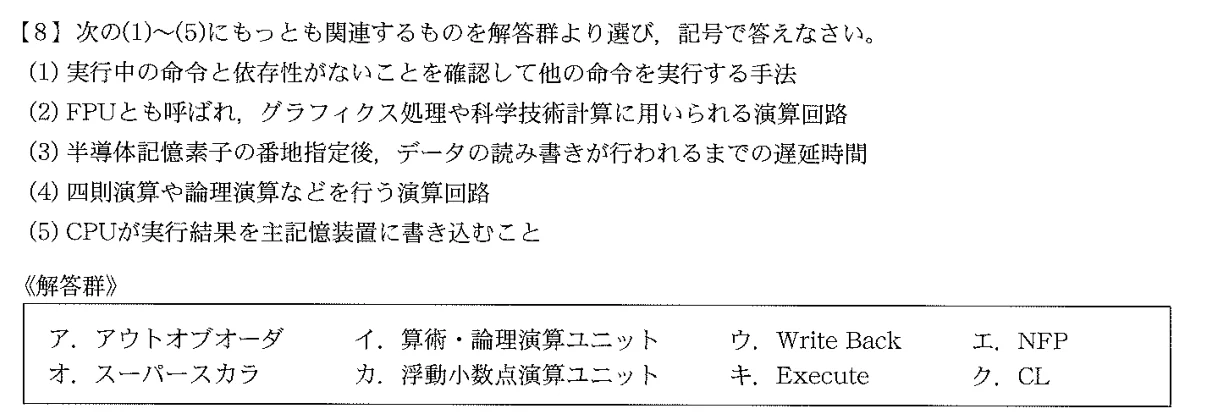 【8】次の(1)～(5)にもっとも関連するものを解答群より選び，記号で答えなさい。
(1) 実行中の命令と依存性がないことを確認して他の命令を実行する手法
(2) FPUとも呼ばれ，グラフィクス処理や科学技術計算に用いられる演算回路
(3) 半導体記憶素子の番地指定後，データの読み書きが行われるまでの遅延時間
(4) 四則演算や論理演算などを行う演算回路
(5) CPUが実行結果を主記憶装置に書き込むこと
《解答群》
ア．アウトオブオーダ　イ．算術・論理演算ユニット　ウ．Write Back　エ．NFP
オ．スーパースカラ　カ．浮動小数点演算ユニット　キ．Execute　ク．CL